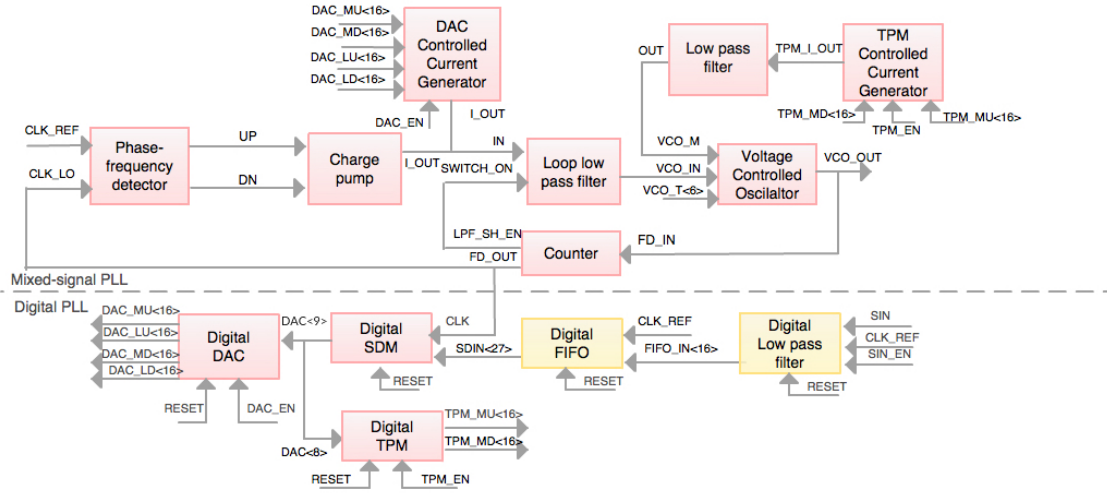 DAC_MU<16>
DAC_MD<16>
DAC_LU<16>
DAC_LD<16>
DAC
Controlled
Current
Generator
DAC_EN
I_OUT
OUT
Low pass
filter
TPM_I_OUT
TPM
Controlled
Current
Generator
TPM_MD<16>
TPM_EN
TPM_MU<16>
CLK_REF
CLK_LO
Phase-
frequency
detector
UP
DN
Charge
pump
I_OUT
IN
SWITCH_ON
Loop low
pass filter
VCO_M
VCO_IN
VCO_T<6>
Voltage
Controlled
Oscilaltor
VCO_OUT
LPF_SH_EN
FD_OUT
Counter
FD_IN
Mixed-signal PLL
Digital PLL
DAC_MU<16>
DAC_LU<16>
DAC_MD<16>
DAC_LD<16>
Digital
DAC
RESET
DAC_EN
DAC<9>
Digital
SDM
CLK
SDIN<27>
RESET
Digital
FIFO
CLK_REF
FIFO_IN<16>
RESET
Digital
Low pass
filter
SIN
CLK_REF
SIN_EN
RESET
DAC<8>
Digital
TPM
TPM_MU<16>
TPM_MD<16>
RESET
TPM_EN